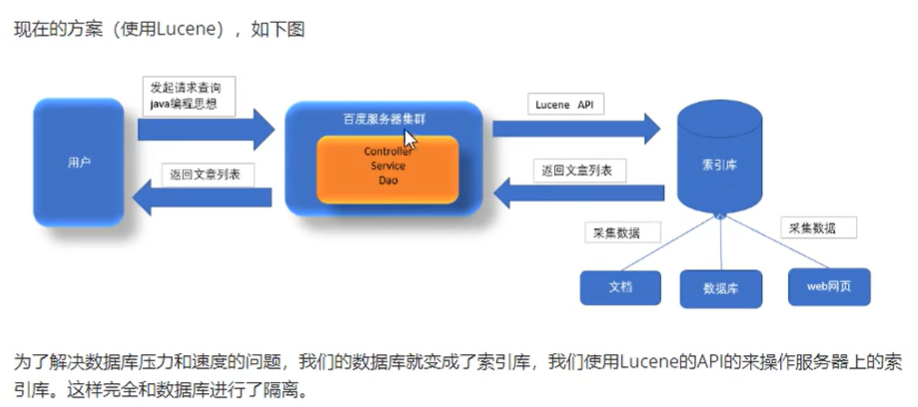 现在的方案（使用Lucene），如下图
发起请求查询
java编程思想
用户
返回文章列表
百度服务器集群
Controller
Service
Dao
Lucene API
返回文章列表
索引库
采集数据
采集数据
文档
数据库
web网页
为了解决数据库压力和速度的问题，我们的数据库就变成了索引库，我们使用Lucene的API的来操作服务器上的索
引库。这样完全和数据库进行了隔离。